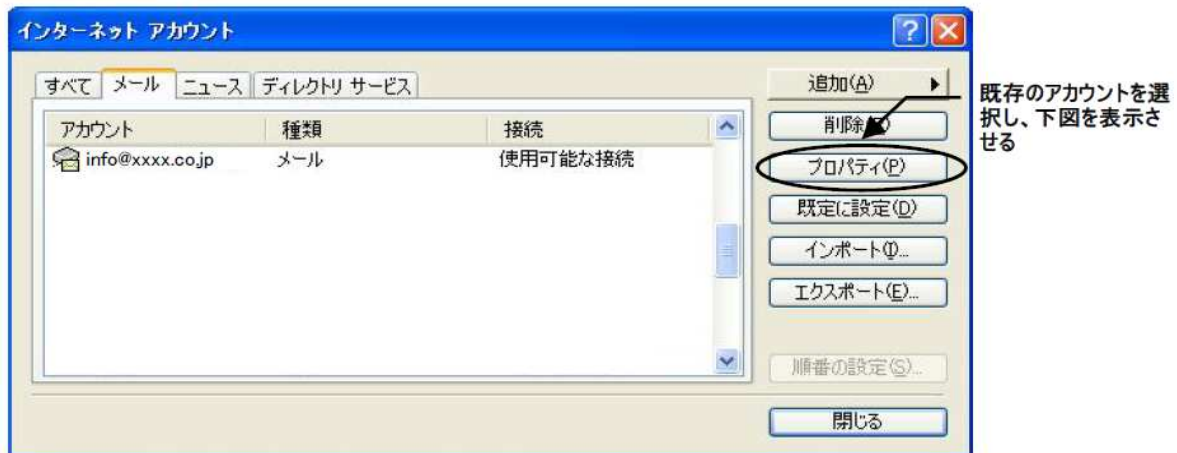 インターネット アカウント
すべて メール ニュース ディレクトリ サービス
アカウント 種類 接続
info@xxxx.co.jp メール 使用可能な接続
追加(A)
削除
プロパティ(P)
既定に設定(D)
インポート(I)...
エクスポート(E)...
順番の設定(S)...
閉じる
既存のアカウントを選
択し、下図を表示さ
せる